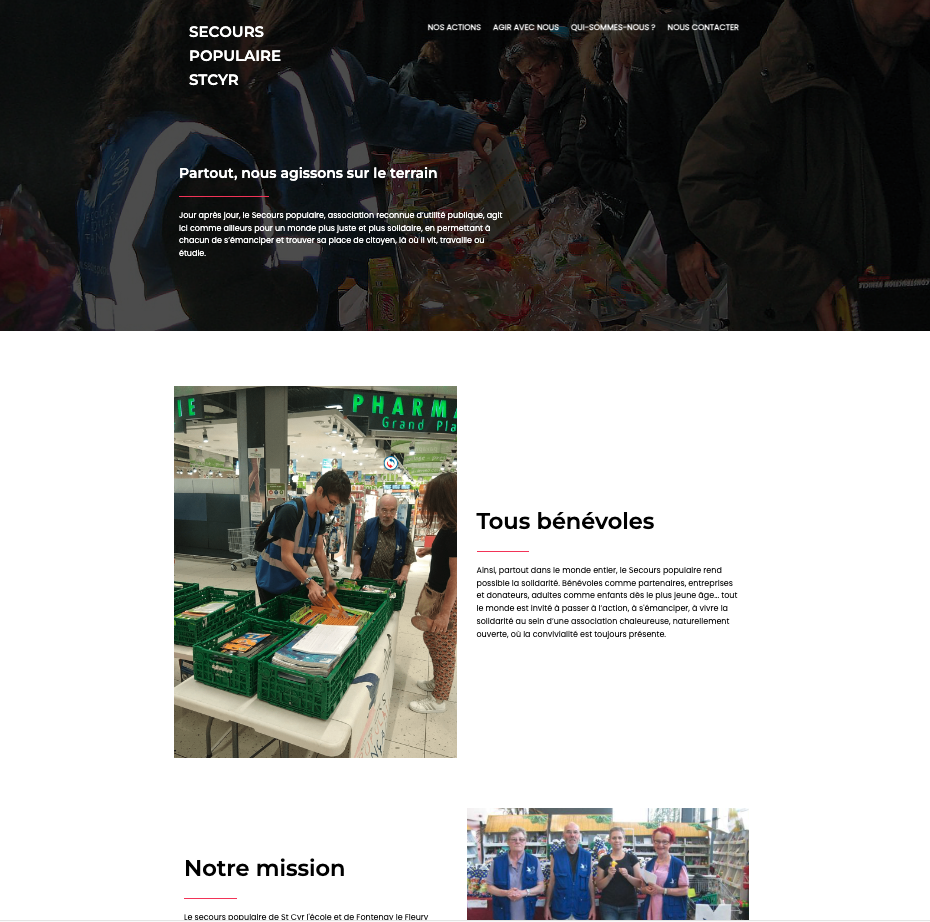 SECOURS
POPULAIRE
STCYR
NOS ACTIONS AGIR AVEC NOUS QUI-SOMMES-NOUS ? NOUS CONTACTER
Partout, nous agissons sur le terrain
Jour après jour, le Secours populaire, association reconnue d'utilité publique, agit
ici comme ailleurs pour un monde plus juste et plus solidaire, en permettant à
chacun de s'émanciper et trouver sa place de citoyen, là où il vit, travaille ou
étudie.
IE
PHARMA
Grand Pla
Tous bénévoles
Ainsi, partout dans le monde entier, le Secours populaire rend
possible la solidarité. Bénévoles comme partenaires, entreprises
et donateurs, adultes comme enfants dès le plus jeune âge… tout
le monde est invité à passer à l'action, à s'émanciper, à vivre la
solidarité au sein d'une association chaleureuse, naturellement
ouverte, où la convivialité est toujours présente.
Notre mission
Le secours populaire de St Cyr l'école et de Fontenay le Fleury